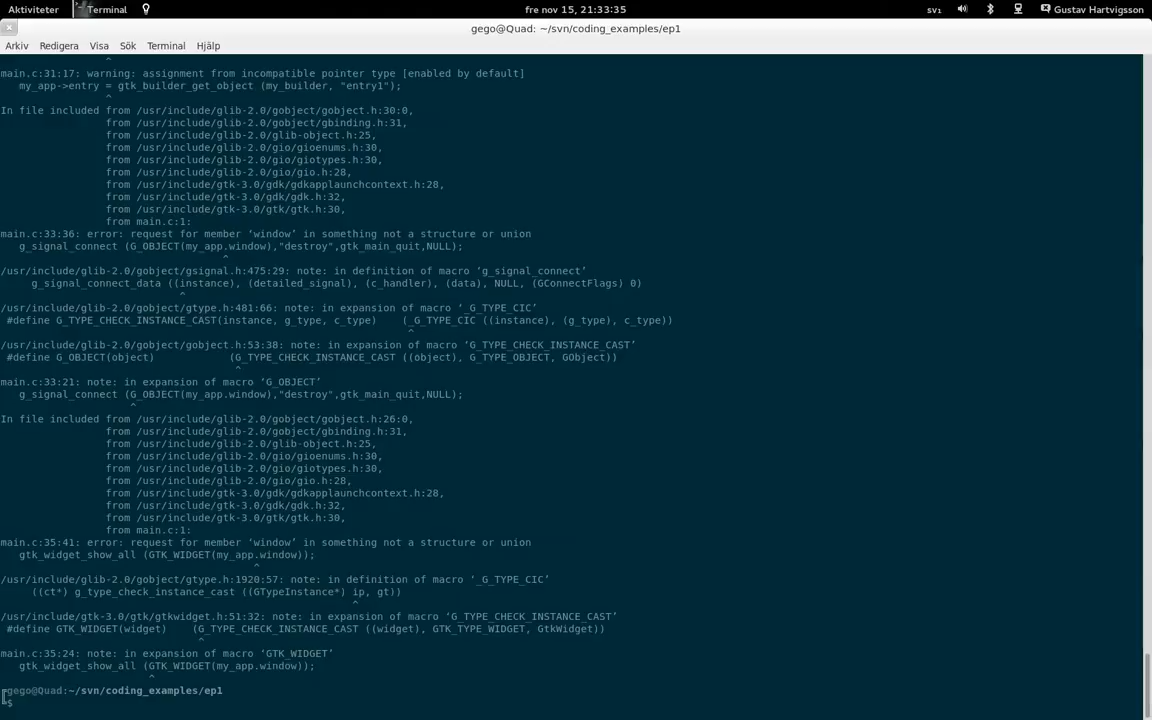 Aktiviteter Terminal fre nov 15, 21:33:35 sv₁ Gustav Hartvigsson
gego@Quad: ~/svn/coding_examples/ep1
Arkiv Redigera Visa Sök Terminal Hjälp
^
main.c:31:17: warning: assignment from incompatible pointer type [enabled by default]
my_app->entry = gtk_builder_get_object (my_builder, "entry1");
^
In file included from /usr/include/glib-2.0/gobject/gobject.h:30:0,
from /usr/include/glib-2.0/gobject/gbinding.h:31,
from /usr/include/glib-2.0/glib-object.h:25,
from /usr/include/glib-2.0/gio/gioenums.h:30,
from /usr/include/glib-2.0/gio/giotypes.h:30,
from /usr/include/glib-2.0/gio/gio.h:28,
from /usr/include/gtk-3.0/gdk/gdkapplaunchcontext.h:28,
from /usr/include/gtk-3.0/gdk/gdk.h:32,
from /usr/include/gtk-3.0/gtk/gtk.h:30,
from main.c:1:
main.c:33:36: error: request for member ‘window’ in something not a structure or union
g_signal_connect (G_OBJECT(my_app.window),"destroy",gtk_main_quit,NULL);
^
/usr/include/glib-2.0/gobject/gsignal.h:475:29: note: in definition of macro ‘g_signal_connect’
g_signal_connect_data ((instance), (detailed_signal), (c_handler), (data), NULL, (GConnectFlags) 0)
^
/usr/include/glib-2.0/gobject/gtype.h:481:66: note: in expansion of macro ‘_G_TYPE_CIC’
#define G_TYPE_CHECK_INSTANCE_CAST(instance, g_type, c_type) (_G_TYPE_CIC ((instance), (g_type), c_type))
^
/usr/include/glib-2.0/gobject/gobject.h:53:38: note: in expansion of macro ‘G_TYPE_CHECK_INSTANCE_CAST’
#define G_OBJECT(object) (G_TYPE_CHECK_INSTANCE_CAST ((object), G_TYPE_OBJECT, GObject))
^
main.c:33:21: note: in expansion of macro ‘G_OBJECT’
g_signal_connect (G_OBJECT(my_app.window),"destroy",gtk_main_quit,NULL);
^
In file included from /usr/include/glib-2.0/gobject/gobject.h:26:0,
from /usr/include/glib-2.0/gobject/gbinding.h:31,
from /usr/include/glib-2.0/glib-object.h:25,
from /usr/include/glib-2.0/gio/gioenums.h:30,
from /usr/include/glib-2.0/gio/giotypes.h:30,
from /usr/include/glib-2.0/gio/gio.h:28,
from /usr/include/gtk-3.0/gdk/gdkapplaunchcontext.h:28,
from /usr/include/gtk-3.0/gdk/gdk.h:32,
from /usr/include/gtk-3.0/gtk/gtk.h:30,
from main.c:1:
main.c:35:41: error: request for member ‘window’ in something not a structure or union
gtk_widget_show_all (GTK_WIDGET(my_app.window));
^
/usr/include/glib-2.0/gobject/gtype.h:1920:57: note: in definition of macro ‘_G_TYPE_CIC’
((ct*) g_type_check_instance_cast ((GTypeInstance*) ip, gt))
^
/usr/include/gtk-3.0/gtk/gtkwidget.h:51:32: note: in expansion of macro ‘G_TYPE_CHECK_INSTANCE_CAST’
#define GTK_WIDGET(widget) (G_TYPE_CHECK_INSTANCE_CAST ((widget), GTK_TYPE_WIDGET, GtkWidget))
^
main.c:35:24: note: in expansion of macro ‘GTK_WIDGET’
gtk_widget_show_all (GTK_WIDGET(my_app.window));
^
gego@Quad:~/svn/coding_examples/ep1
$